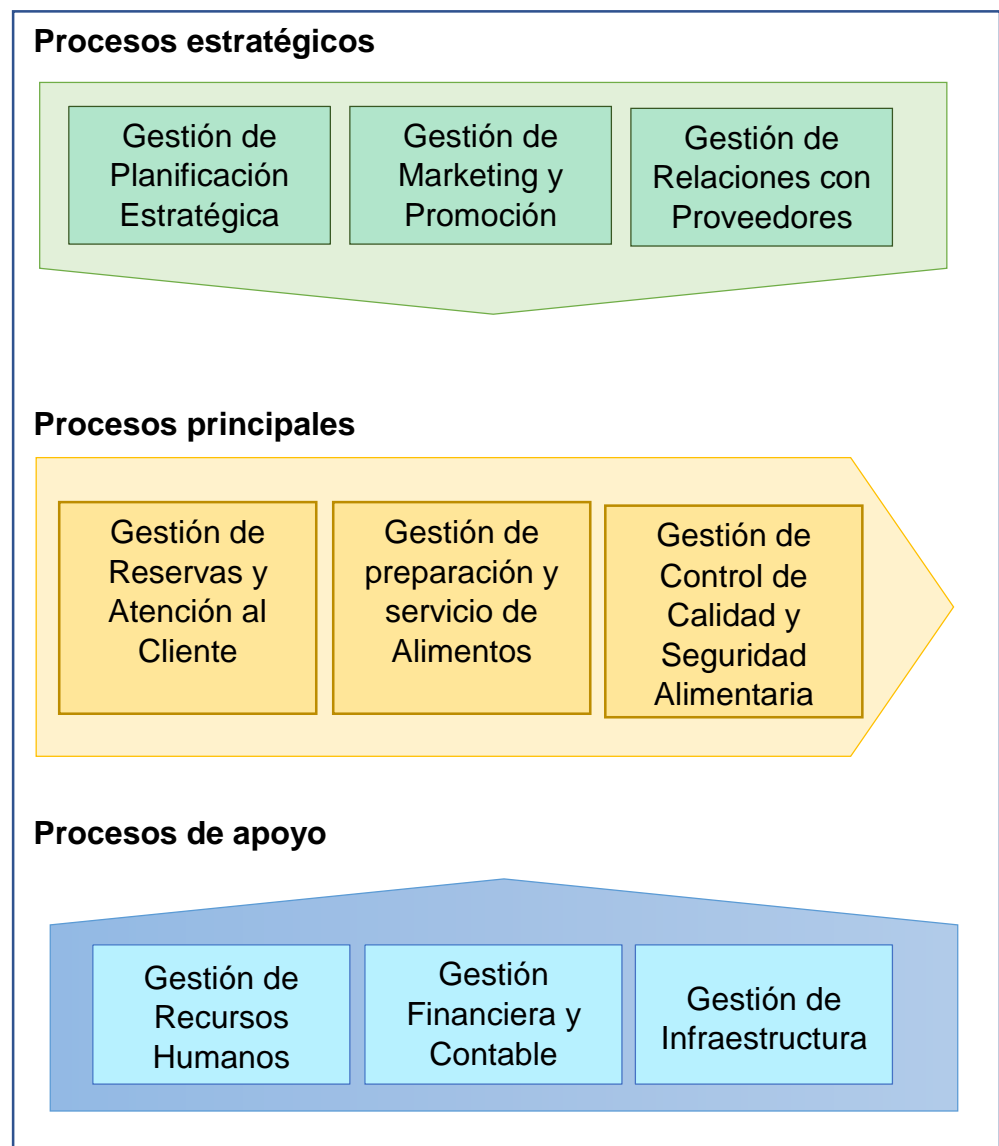 Procesos estratégicos
Gestión de
Planificación
Estratégica
Gestión de
Marketing y
Promoción
Gestión de
Relaciones con
Proveedores
Procesos principales
Gestión de
Reservas y
Atención al
Cliente
Gestión de
preparación y
servicio de
Alimentos
Gestión de
Control de
Calidad y
Seguridad
Alimentaria
Procesos de apoyo
Gestión de
Recursos
Humanos
Gestión
Financiera y
Contable
Gestión de
Infraestructura